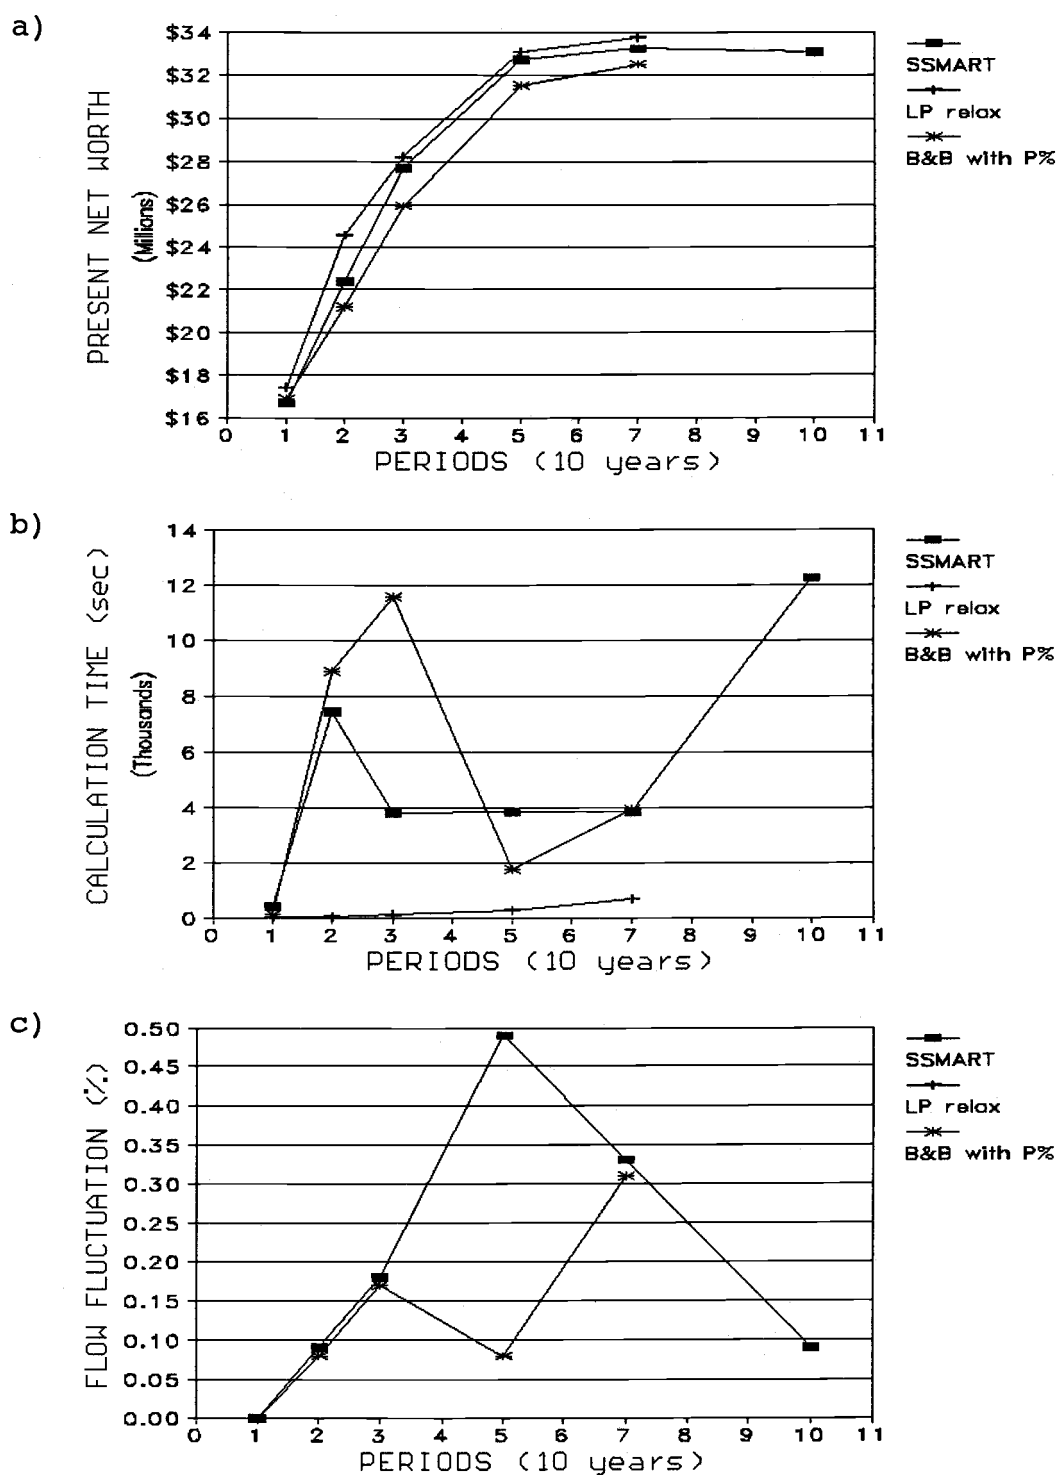 a)
PRESENT NET WORTH
(Millions)
$34
$32
$30
$28
$26
$24
$22
$20
$18
$16
0 1 2 3 4 5 6 7 8 9 10 11
PERIODS (10 years)
SSMART
LP relax
B&B with P%
b)
CALCULATION TIME (sec)
(Thousands)
14
12
10
8
6
4
2
0
0 1 2 3 4 5 6 7 8 9 10 11
PERIODS (10 years)
SSMART
LP relax
B&B with P%
c)
FLOW FLUCTUATION (%)
0.50
0.45
0.40
0.35
0.30
0.25
0.20
0.15
0.10
0.05
0.00
0 1 2 3 4 5 6 7 8 9 10 11
PERIODS (10 years)
SSMART
LP relax
B&B with P%